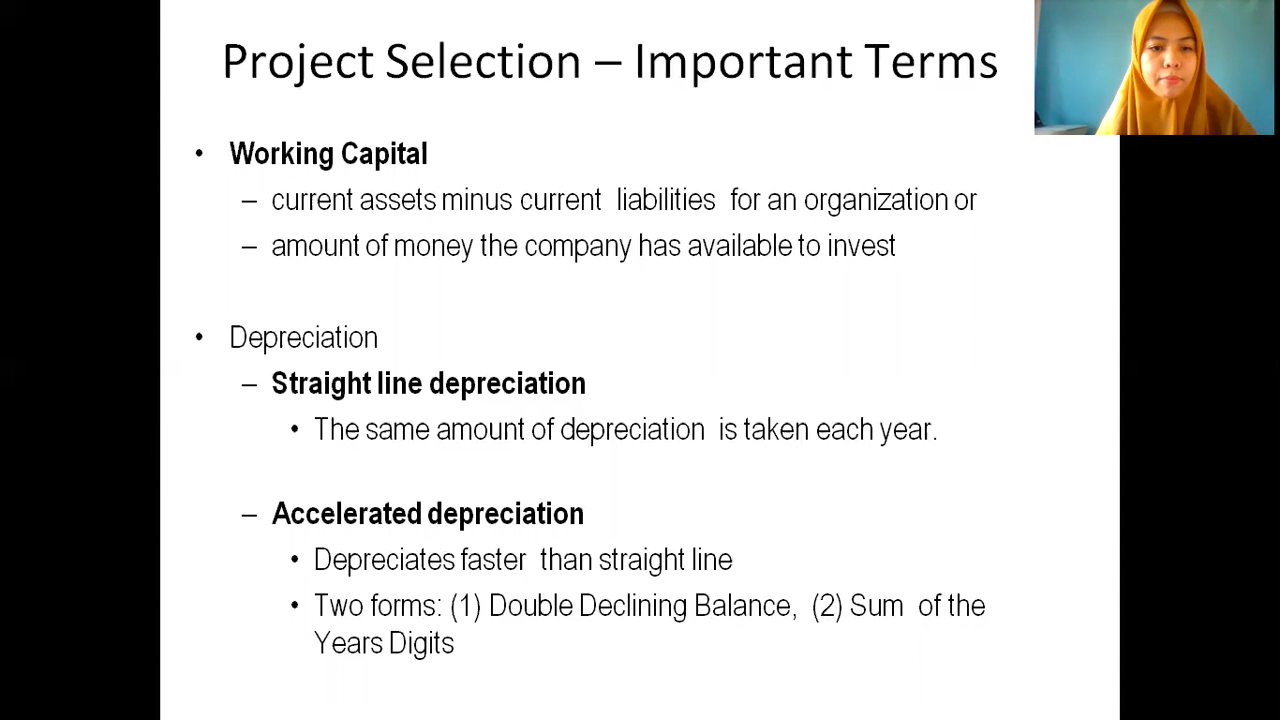 Project Selection – Important Terms
• Working Capital
– current assets minus current liabilities for an organization or
– amount of money the company has available to invest
• Depreciation
– Straight line depreciation
• The same amount of depreciation is taken each year.
– Accelerated depreciation
• Depreciates faster than straight line
• Two forms: (1) Double Declining Balance, (2) Sum of the
Years Digits